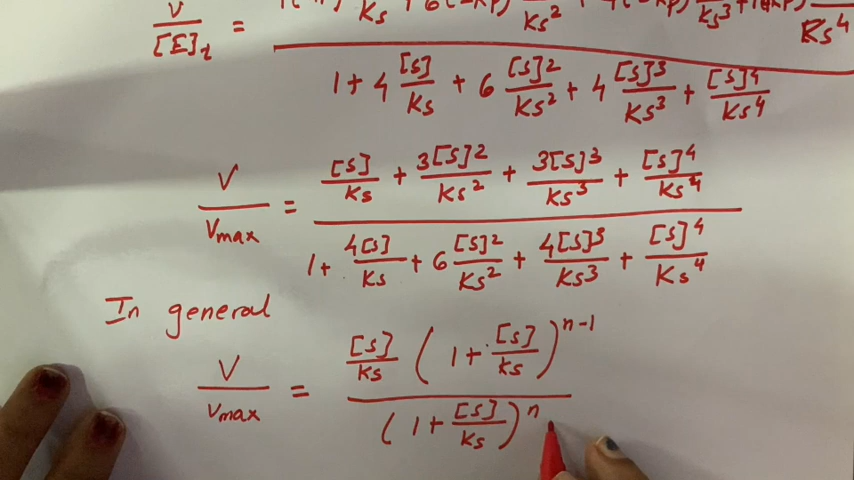 V/[E]t =
1 + 4 [S]/Ks + 6 [S]2/Ks2 + 4 [S]3/Ks3 + [S]4/Ks4
V/Vmax = ([S]/Ks + 3[S]2/Ks2 + 3[S]3/Ks3 + [S]4/Ks4) / (1 + 4[S]/Ks + 6 [S]2/Ks2 + 4[S]3/Ks3 + [S]4/Ks4)
In general
V/Vmax = [S]/Ks (1 + [S]/Ks)n-1 / (1 + [S]/Ks)n